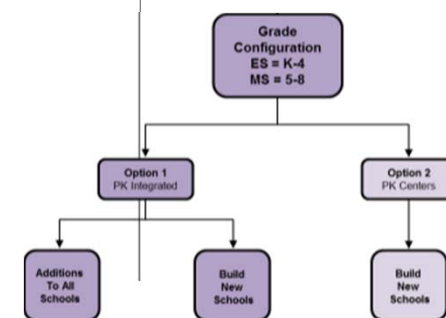 Grade
Configuration
ES = K-4
MS = 5-8
Option 1
PK Integrated
Option 2
PK Centers
Additions
To All
Schools
Build
New
Schools
Build
New
Schools